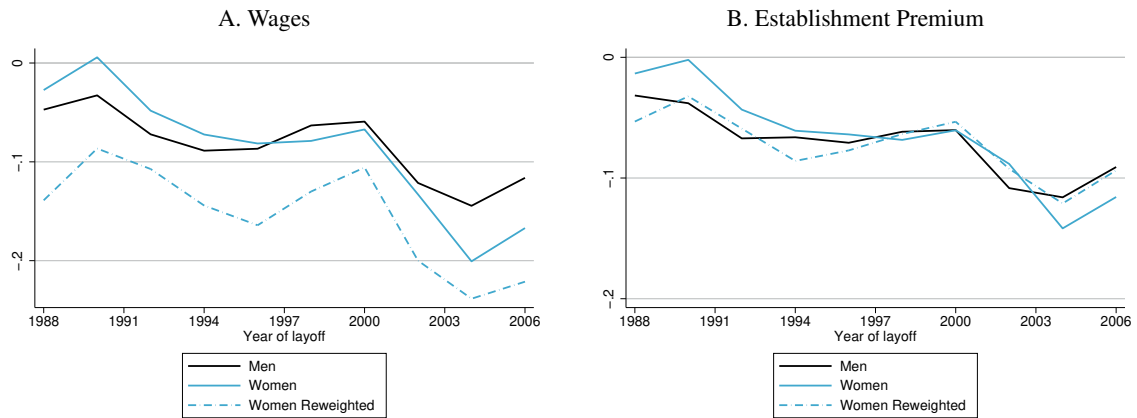 A. Wages
0
-.1
-.2
1988 1991 1994 1997 2000 2003 2006
Year of layoff
Men
Women
Women Reweighted
B. Establishment Premium
0
-.1
-.2
1988 1991 1994 1997 2000 2003 2006
Year of layoff
Men
Women
Women Reweighted